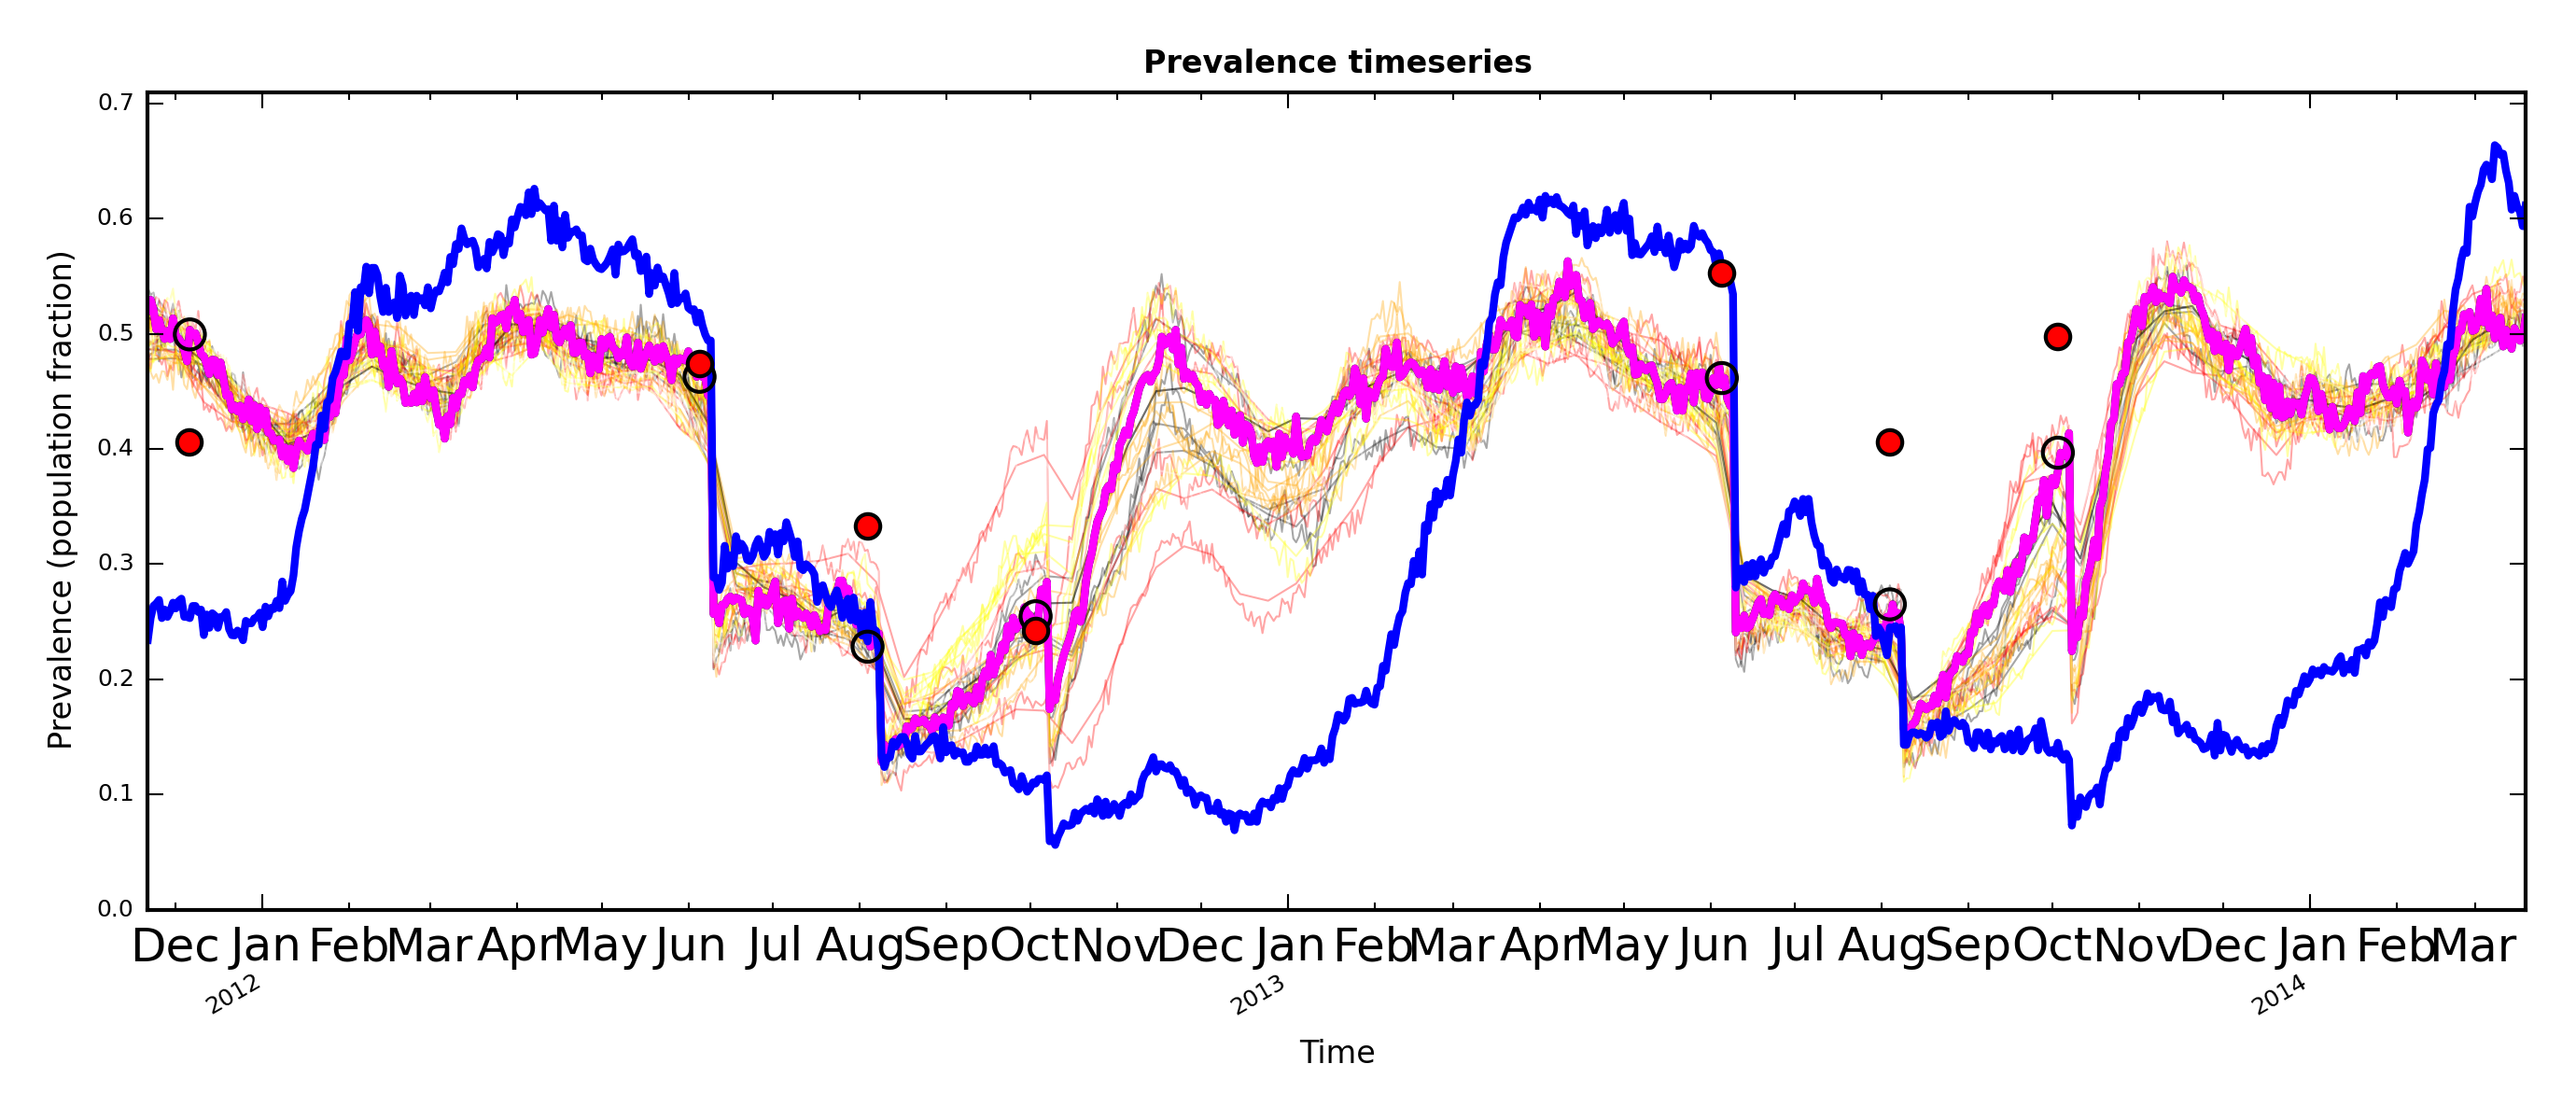 Prevalence timeseries
Prevalence (population fraction)
0.7
0.6
0.5
0.4
0.3
0.2
0.1
0.0
Dec Jan Feb Mar Apr May Jun Jul Aug Sep Oct Nov Dec Jan Feb Mar Apr May Jun Jul Aug Sep Oct Nov Dec Jan Feb Mar
2012 2013 2014
Time